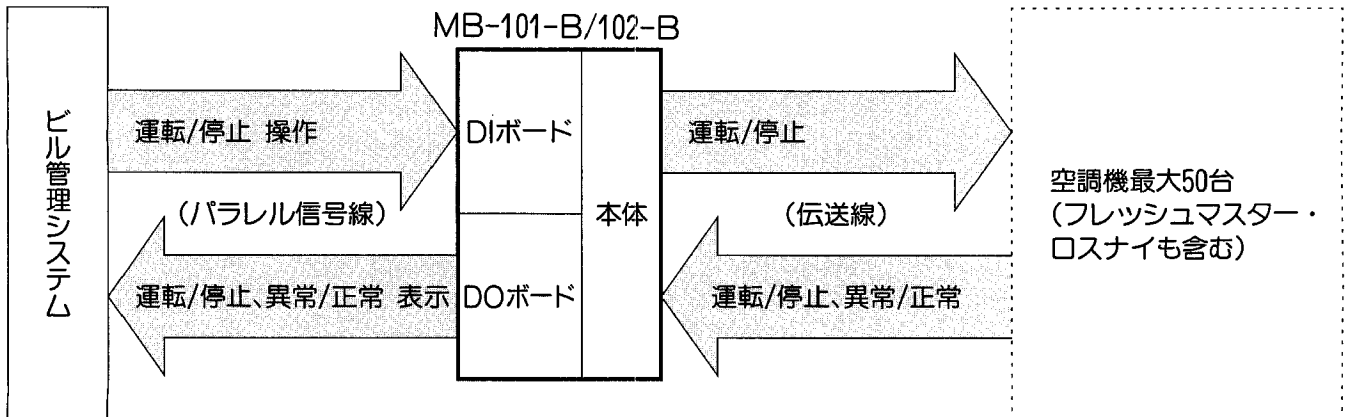 MB-101-B/102-B
ビル管理システム
運転/停止 操作
(パラレル信号線)
運転/停止、異常/正常 表示
DIボード
DOボード
本体
運転/停止
(伝送線)
運転/停止、異常/正常
空調機最大50台
(フレッシュマスター・
ロスナイも含む)